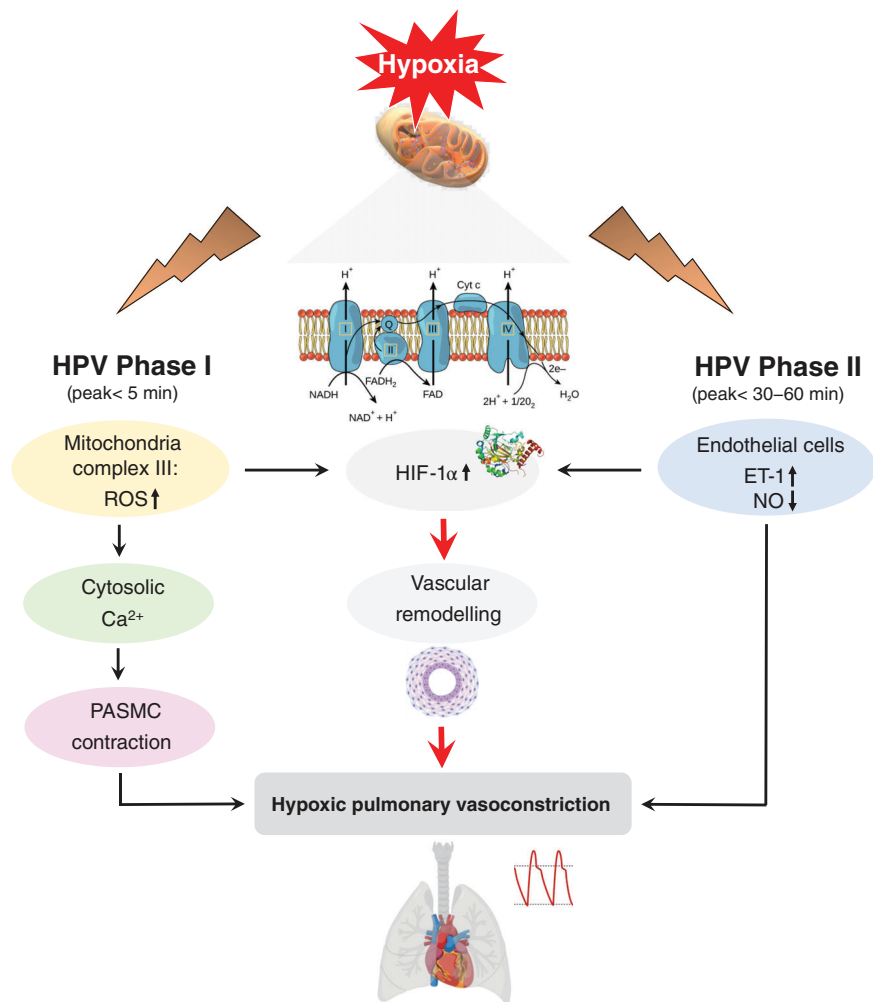 Hypoxia
H⁺
H⁺
H⁺
Cyt c
I
Q
II
III
IV
NADH
FADH₂
FAD
NAD⁺ + H⁺
2H⁺ + 1/2O₂
2e–
H₂O
HPV Phase I
(peak< 5 min)
HPV Phase II
(peak< 30–60 min)
Mitochondria
complex III:
ROS↑
HIF-1α↑
Endothelial cells
ET-1↑
NO↓
Cytosolic
Ca²⁺
Vascular
remodelling
PASMC
contraction
Hypoxic pulmonary vasoconstriction